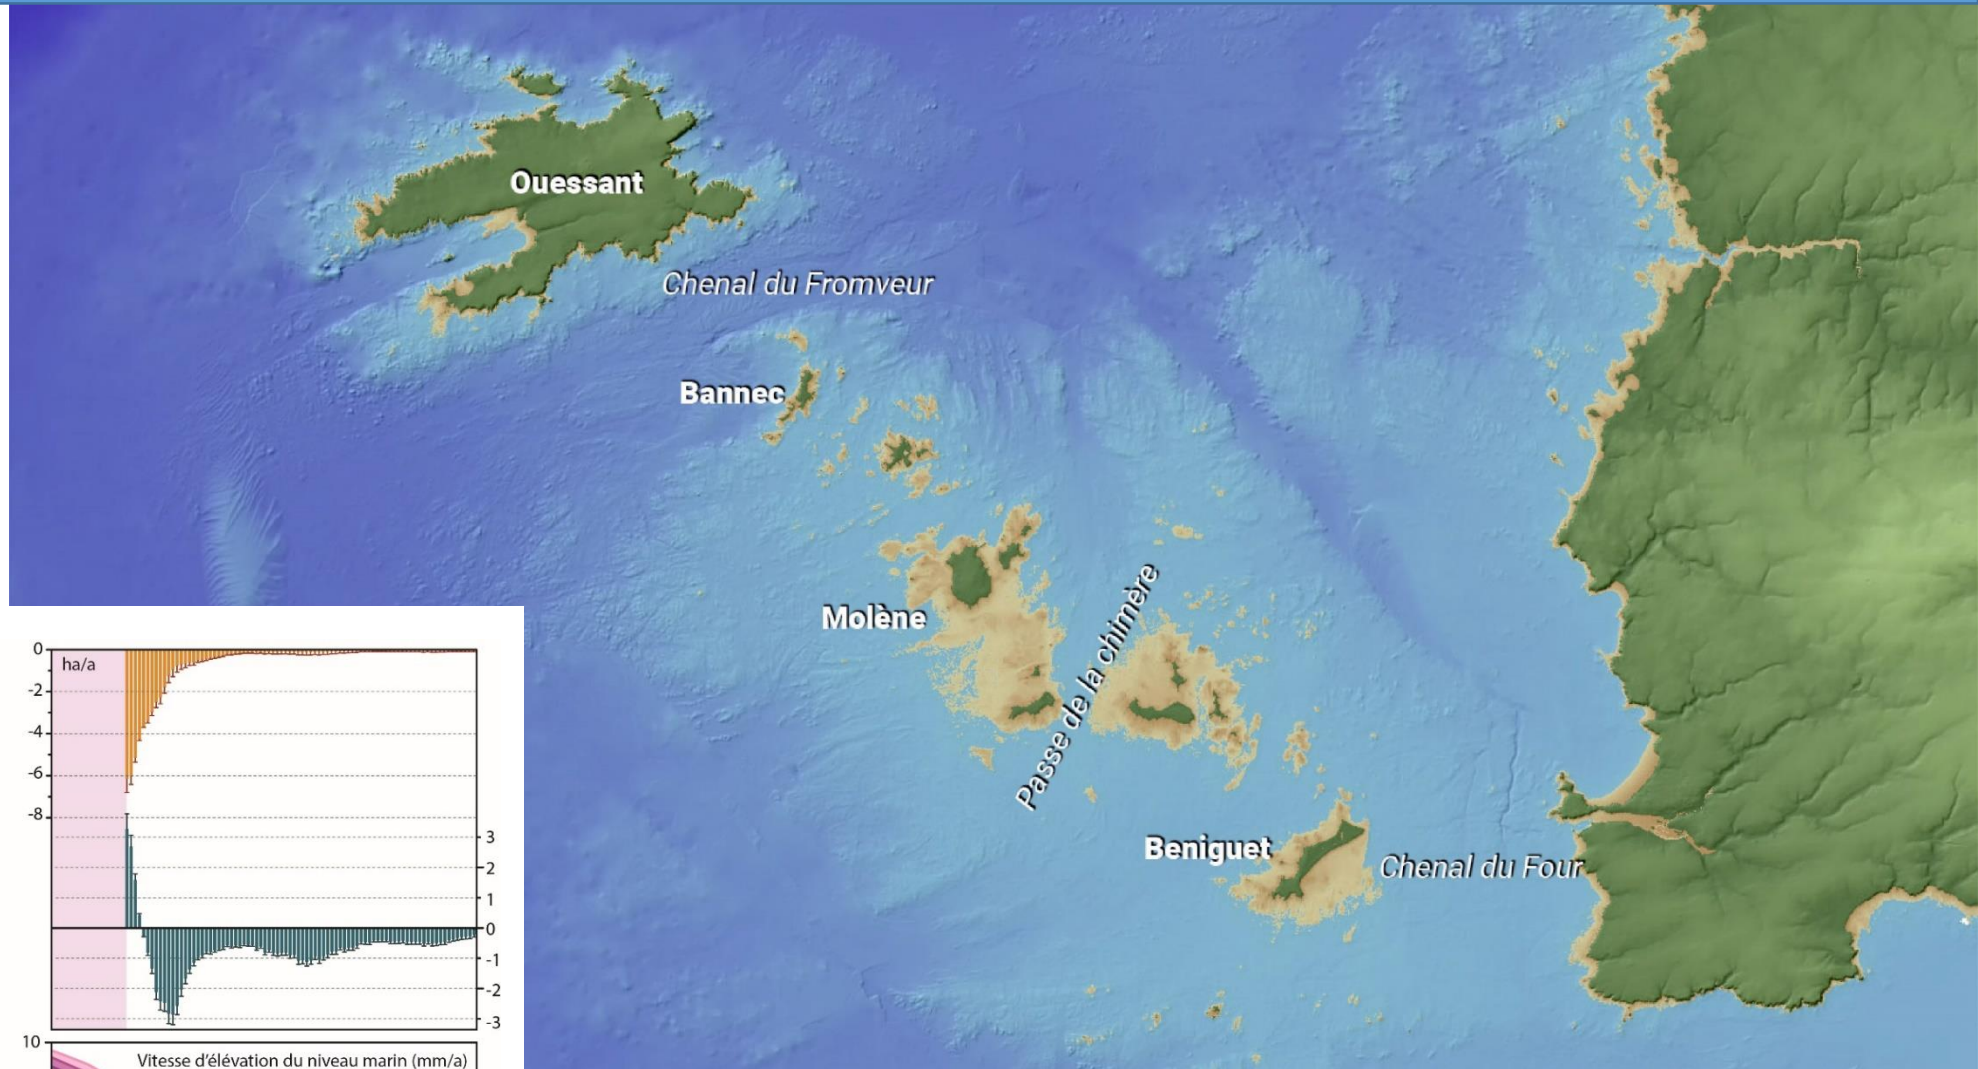 Ouessant
Chenal du Fromveur
Bannec
Molène
Passe de la chimère
Beniguet
Chenal du Four
0
ha/a
-2
-4
-6
-8
3
2
1
0
-1
-2
-3
10
Vitesse d'élévation du niveau marin (mm/a)